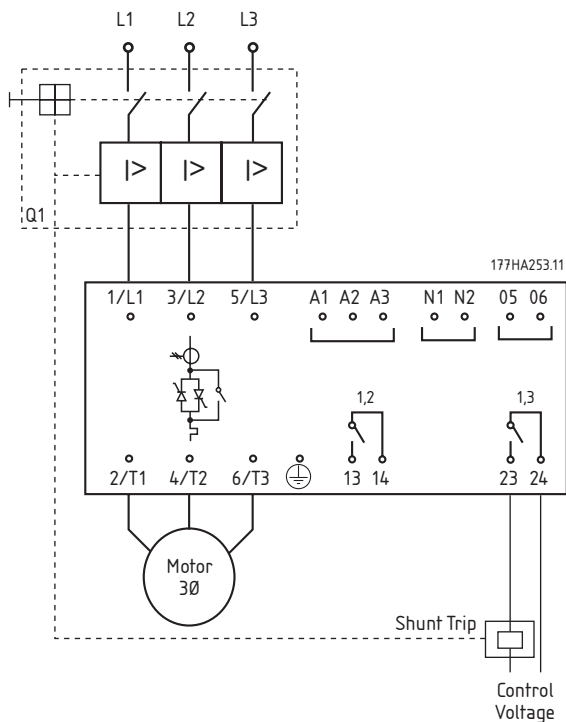 L1 L2 L3
I> I> I>
Q1
177HA253.11
1/L1 3/L2 5/L3 A1 A2 A3 N1 N2 05 06
1,2 1,3
2/T1 4/T2 6/T3 13 14 23 24
Motor
3Ø
Shunt Trip
Control
Voltage